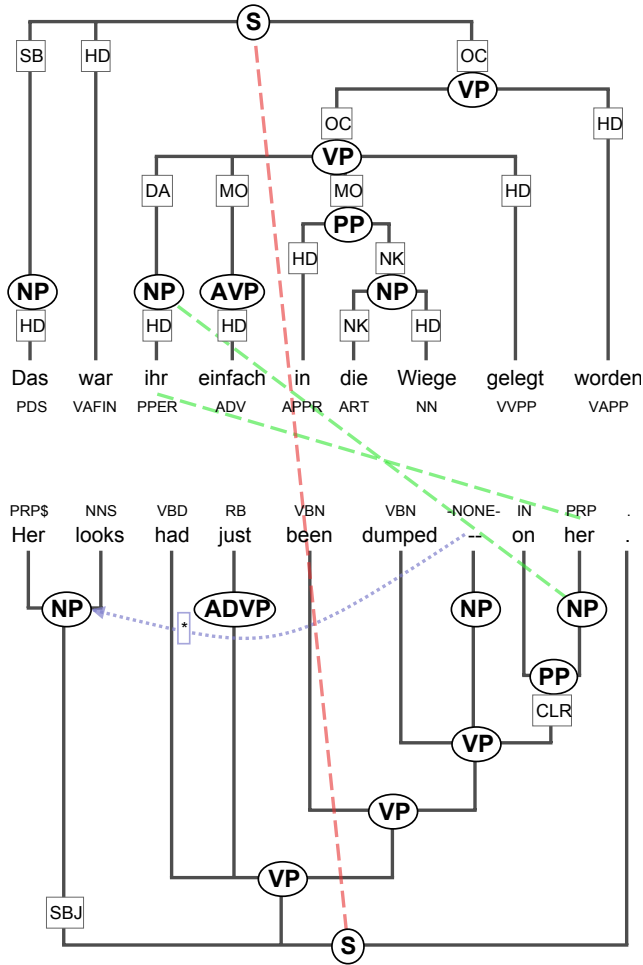 S
SB HD OC
VP
OC HD
VP
DA MO MO HD
PP
HD NK
NP NP AVP NP
HD HD HD NK HD
Das war ihr einfach in die Wiege gelegt worden
PDS VAFIN PPER ADV APPR ART NN VVPP VAPP
PRP$ NNS VBD RB VBN VBN -NONE- IN PRP .
Her looks had just been dumped -- on her .
NP ADVP NP NP
*
PP
CLR
VP
VP
VP
SBJ
S